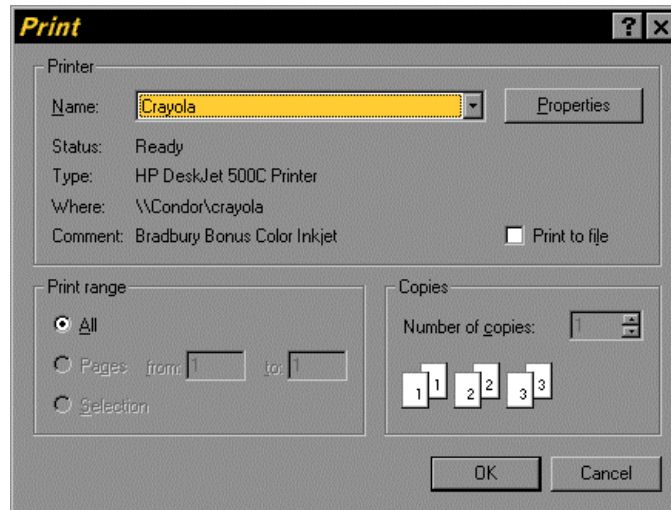 Print
Printer
Name: Crayola Properties
Status: Ready
Type: HP DeskJet 500C Printer
Where: \\Condor\crayola
Comment: Bradbury Bonus Color Inkjet Print to file
Print range Copies
All Number of copies: 1
Pages from: 1 to: 1
1 1 2 2 3 3
Selection
OK Cancel